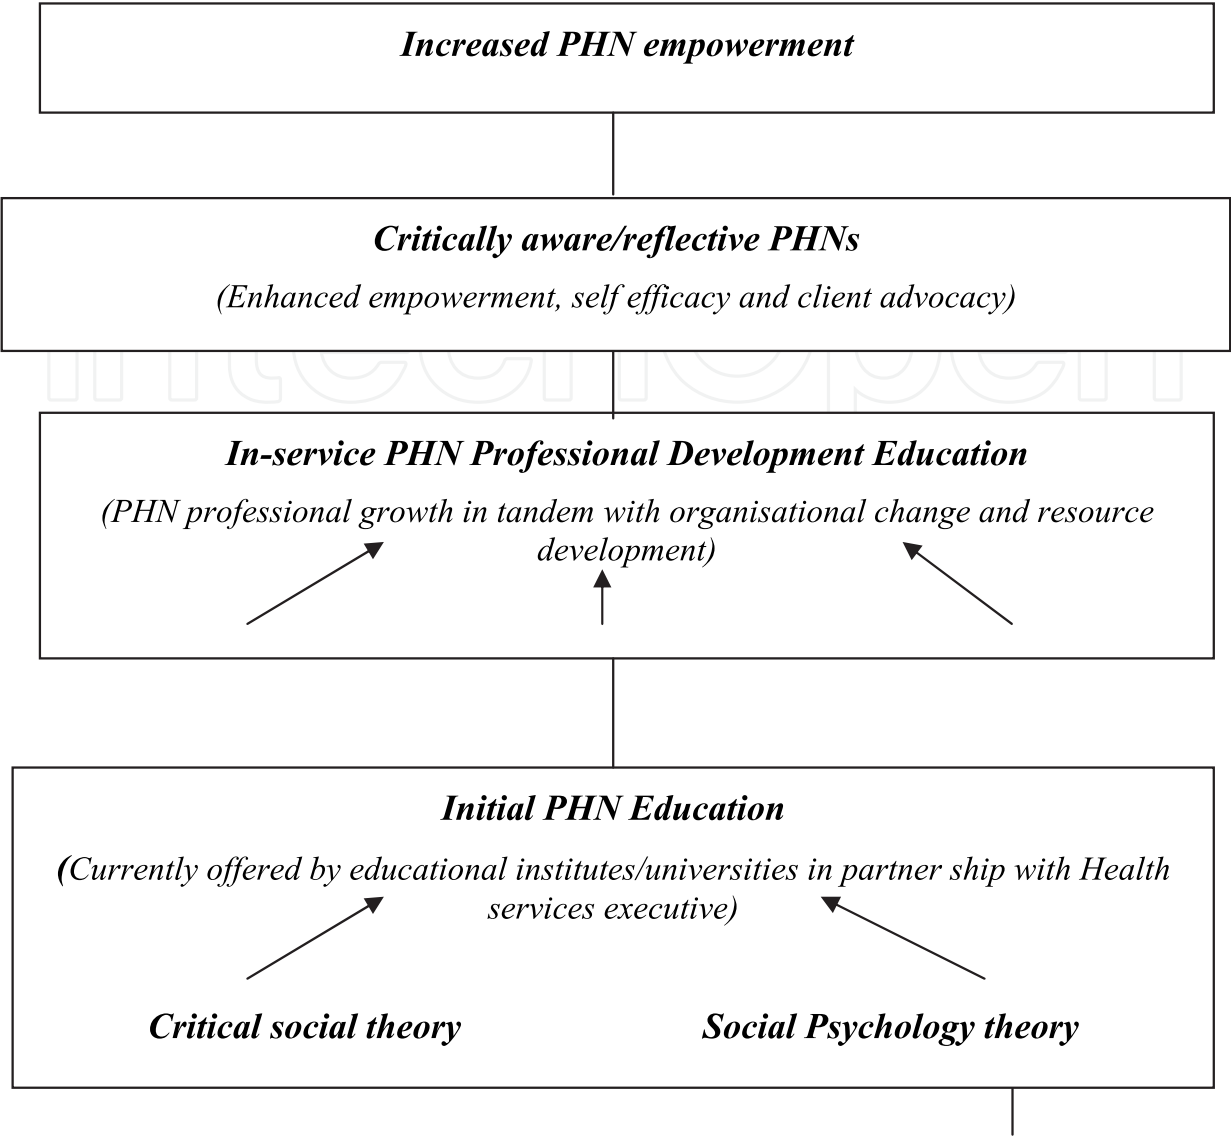 Increased PHN empowerment
Critically aware/reflective PHNs
(Enhanced empowerment, self efficacy and client advocacy)
In-service PHN Professional Development Education
(PHN professional growth in tandem with organisational change and resource
development)
Initial PHN Education
(Currently offered by educational institutes/universities in partner ship with Health
services executive)
Critical social theory
Social Psychology theory